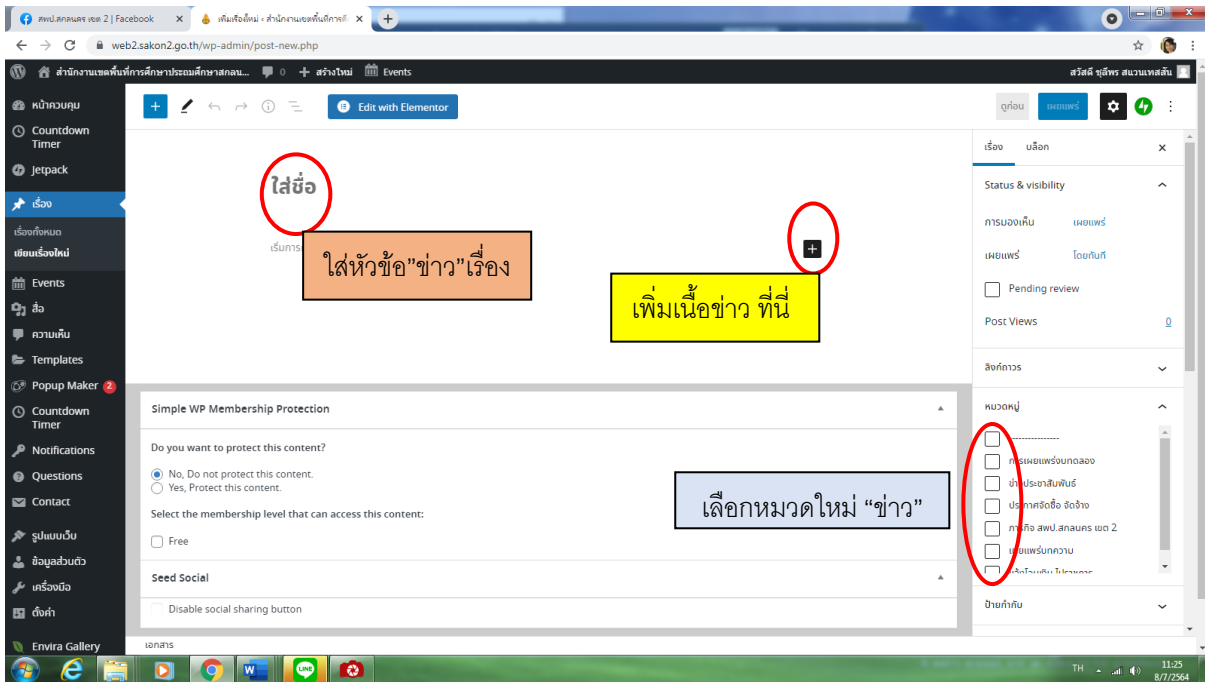 สพป.สกลนคร เขต 2 | Facebook
เพิ่มเรื่องใหม่ ‹ สำนักงานเขตพื้นที่การศึ
web2.sakon2.go.th/wp-admin/post-new.php
สำนักงานเขตพื้นที่การศึกษาประถมศึกษาสกลน... 0 + สร้างใหม่ Events
สวัสดี ชุลีพร สแวนเทสสัน
หน้าควบคุม
Countdown
Timer
Jetpack
เรื่อง
เรื่องทั้งหมด
เขียนเรื่องใหม่
Events
สื่อ
ความเห็น
Templates
Popup Maker 2
Countdown
Timer
Notifications
Questions
Contact
รูปแบบเว็บ
ข้อมูลส่วนตัว
เครื่องมือ
ตั้งค่า
Envira Gallery
Edit with Elementor
ดูก่อน เผยแพร่
ใส่ชื่อ
เริ่มการ
ใส่หัวข้อ"ข่าว"เรื่อง
เพิ่มเนื้อข่าว ที่นี่
Simple WP Membership Protection
Do you want to protect this content?
No, Do not protect this content.
Yes, Protect this content.
Select the membership level that can access this content:
Free
เลือกหมวดใหม่ “ข่าว”
Seed Social
Disable social sharing button
เอกสาร
เรื่อง บล็อก
Status & visibility
การมองเห็น เผยแพร่
เผยแพร่ โดยทันที
Pending review
Post Views 0
ลิงก์ถาวร
หมวดหมู่
---------------
การเผยแพร่งบทดลอง
ข่าวประชาสัมพันธ์
ประกาศจัดซื้อ จัดจ้าง
ภารกิจ สพป.สกลนคร เขต 2
เผยแพร่บทความ
ป้ายกำกับ
TH
11:25
8/7/2564